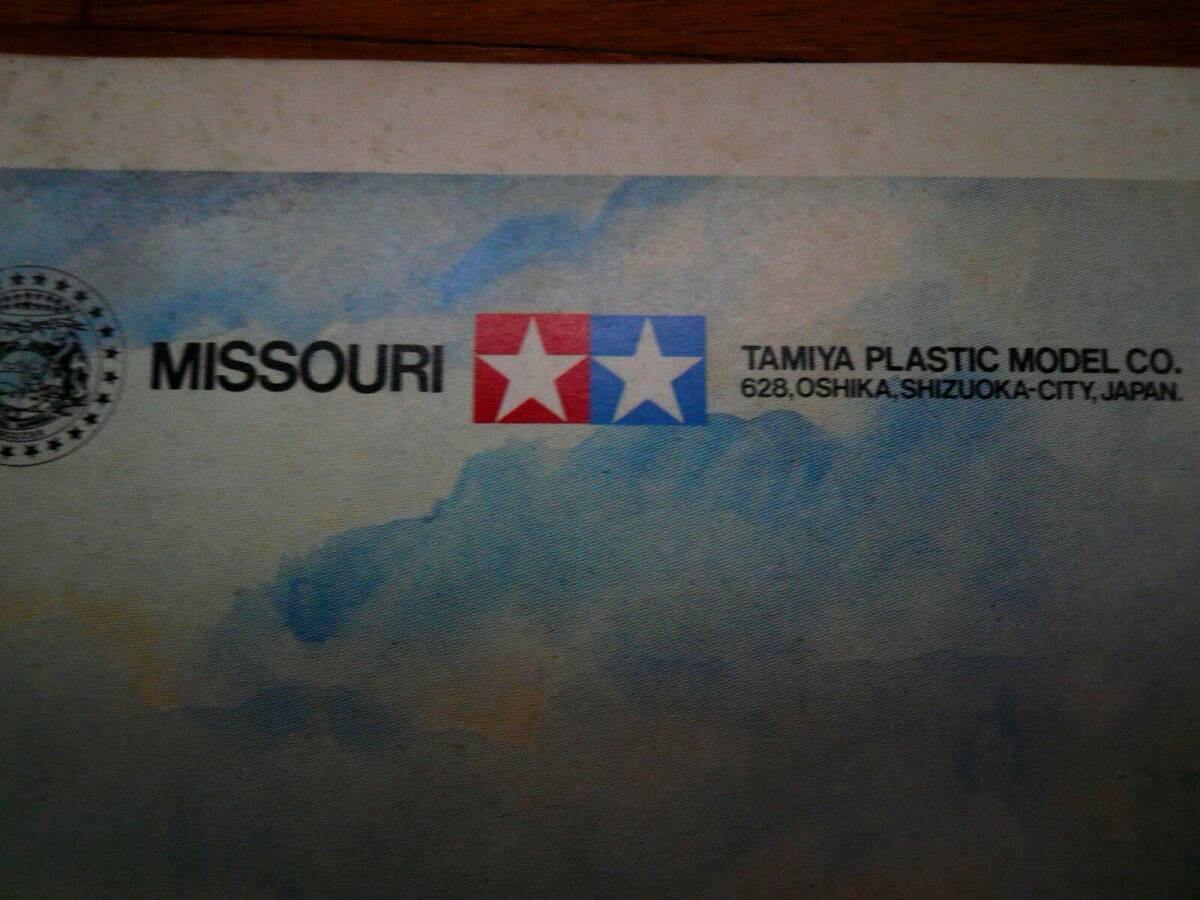 MISSOURI
TAMIYA PLASTIC MODEL CO.
628,OSHIKA,SHIZUOKA-CITY,JAPAN.